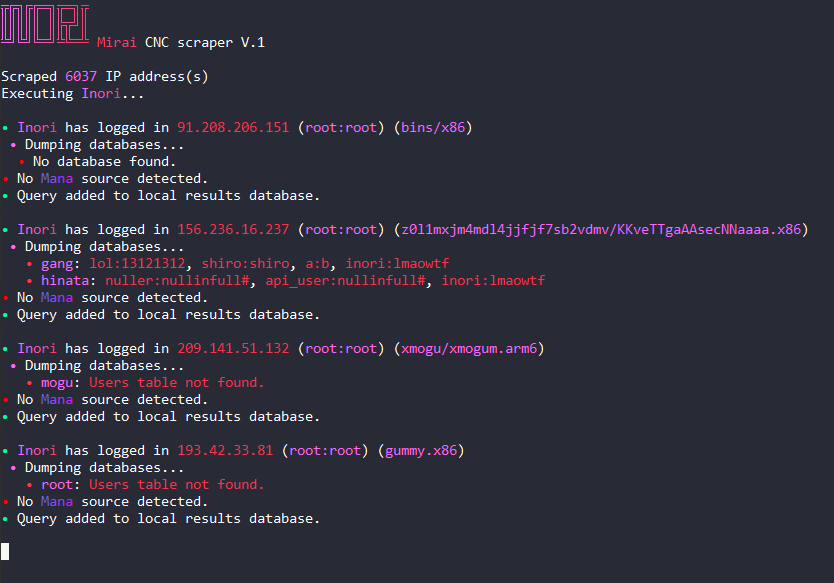 INORI Mirai CNC scraper V.1
Scraped 6037 IP address(s)
Executing Inori...
• Inori has logged in 91.208.206.151 (root:root) (bins/x86)
• Dumping databases...
• No database found.
• No Mana source detected.
• Query added to local results database.
• Inori has logged in 156.236.16.237 (root:root) (z0l1mxjm4mdl4jjfjf7sb2vdmv/KKveTTgaAAsecNNaaaa.x86)
• Dumping databases...
• gang: lol:13121312, shiro:shiro, a:b, inori:lmaowtf
• hinata: nuller:nullinfull#, api_user:nullinfull#, inori:lmaowtf
• No Mana source detected.
• Query added to local results database.
• Inori has logged in 209.141.51.132 (root:root) (xmogu/xmogum.arm6)
• Dumping databases...
• mogu: Users table not found.
• No Mana source detected.
• Query added to local results database.
• Inori has logged in 193.42.33.81 (root:root) (gummy.x86)
• Dumping databases...
• root: Users table not found.
• No Mana source detected.
• Query added to local results database.